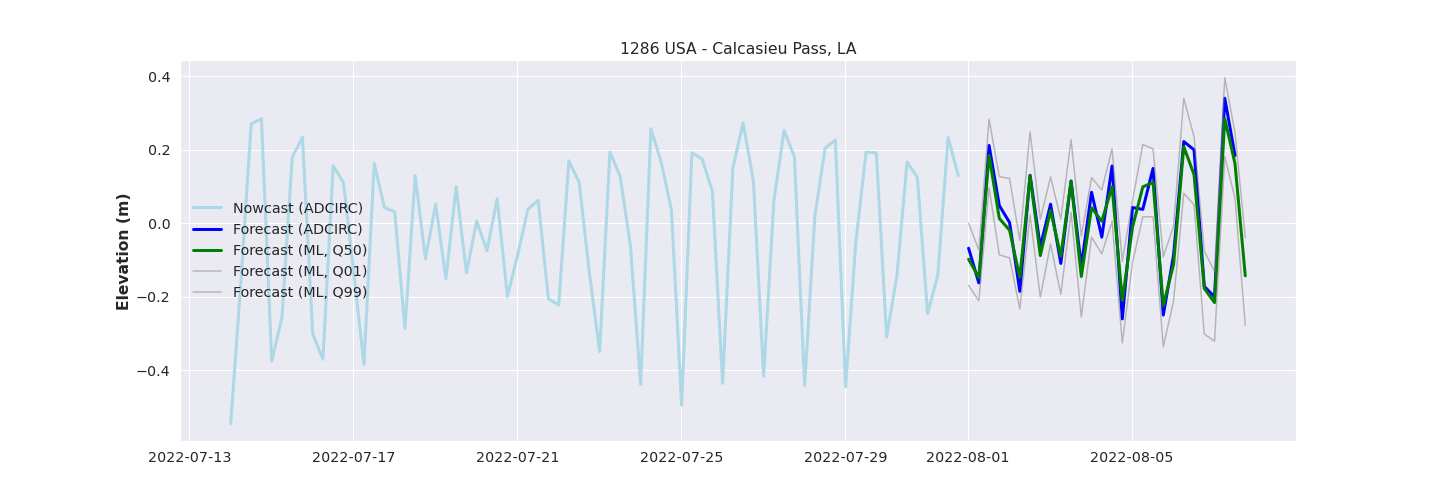 1286 USA - Calcasieu Pass, LA
Elevation (m)
0.4
0.2
0.0
−0.2
−0.4
Nowcast (ADCIRC)
Forecast (ADCIRC)
Forecast (ML, Q50)
Forecast (ML, Q01)
Forecast (ML, Q99)
2022-07-13 2022-07-17 2022-07-21 2022-07-25 2022-07-29 2022-08-01 2022-08-05